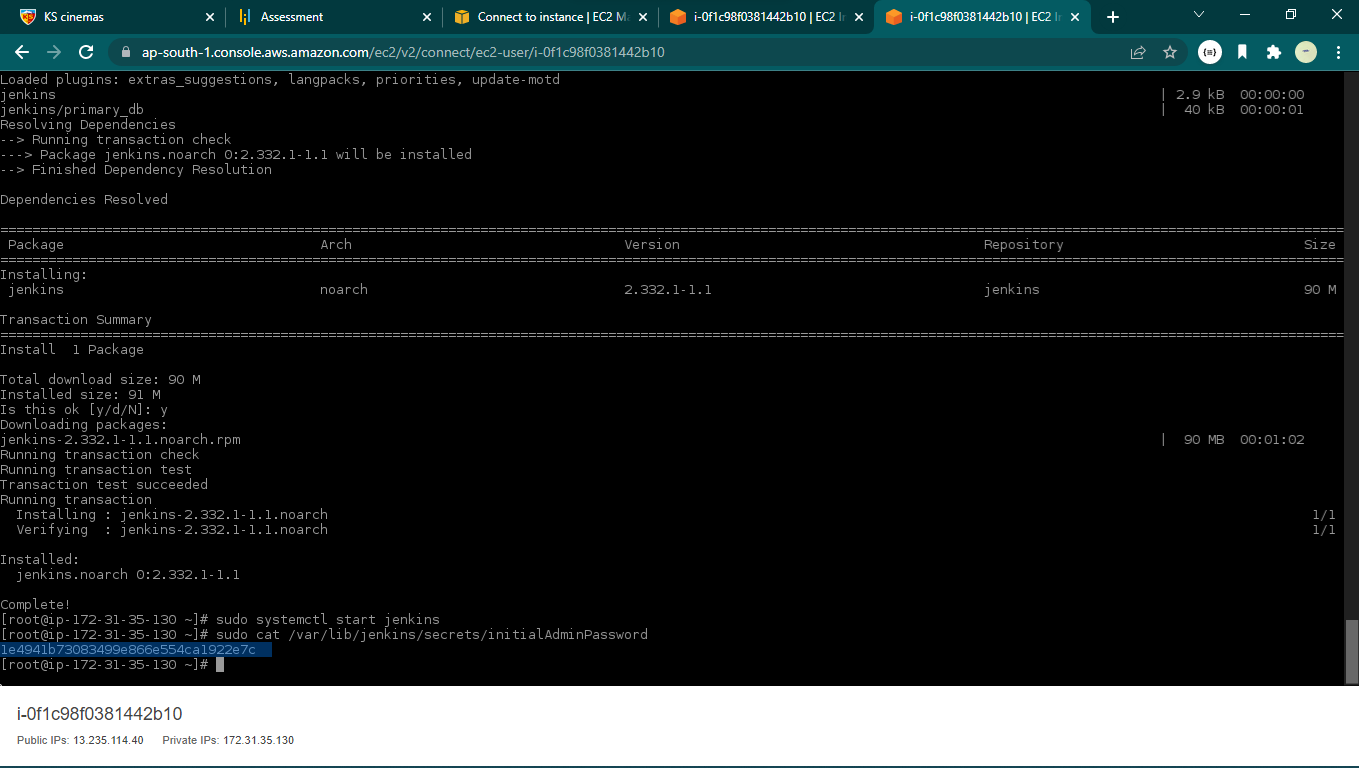 KS cinemas
Assessment
Connect to instance | EC2 Ma
i-0f1c98f0381442b10 | EC2 In
i-0f1c98f0381442b10 | EC2 In
ap-south-1.console.aws.amazon.com/ec2/v2/connect/ec2-user/i-0f1c98f0381442b10
Loaded plugins: extras_suggestions, langpacks, priorities, update-motd
jenkins | 2.9 kB 00:00:00
jenkins/primary_db | 40 kB 00:00:01
Resolving Dependencies
--> Running transaction check
---> Package jenkins.noarch 0:2.332.1-1.1 will be installed
--> Finished Dependency Resolution
Dependencies Resolved
Package Arch Version Repository Size
Installing:
jenkins noarch 2.332.1-1.1 jenkins 90 M
Transaction Summary
Install 1 Package
Total download size: 90 M
Installed size: 91 M
Is this ok [y/d/N]: y
Downloading packages:
jenkins-2.332.1-1.1.noarch.rpm | 90 MB 00:01:02
Running transaction check
Running transaction test
Transaction test succeeded
Running transaction
Installing : jenkins-2.332.1-1.1.noarch 1/1
Verifying : jenkins-2.332.1-1.1.noarch 1/1
Installed:
jenkins.noarch 0:2.332.1-1.1
Complete!
[root@ip-172-31-35-130 ~]# sudo systemctl start jenkins
[root@ip-172-31-35-130 ~]# sudo cat /var/lib/jenkins/secrets/initialAdminPassword
1e4941b73083499e866e554ca1922e7c
[root@ip-172-31-35-130 ~]#
i-0f1c98f0381442b10
Public IPs: 13.235.114.40 Private IPs: 172.31.35.130